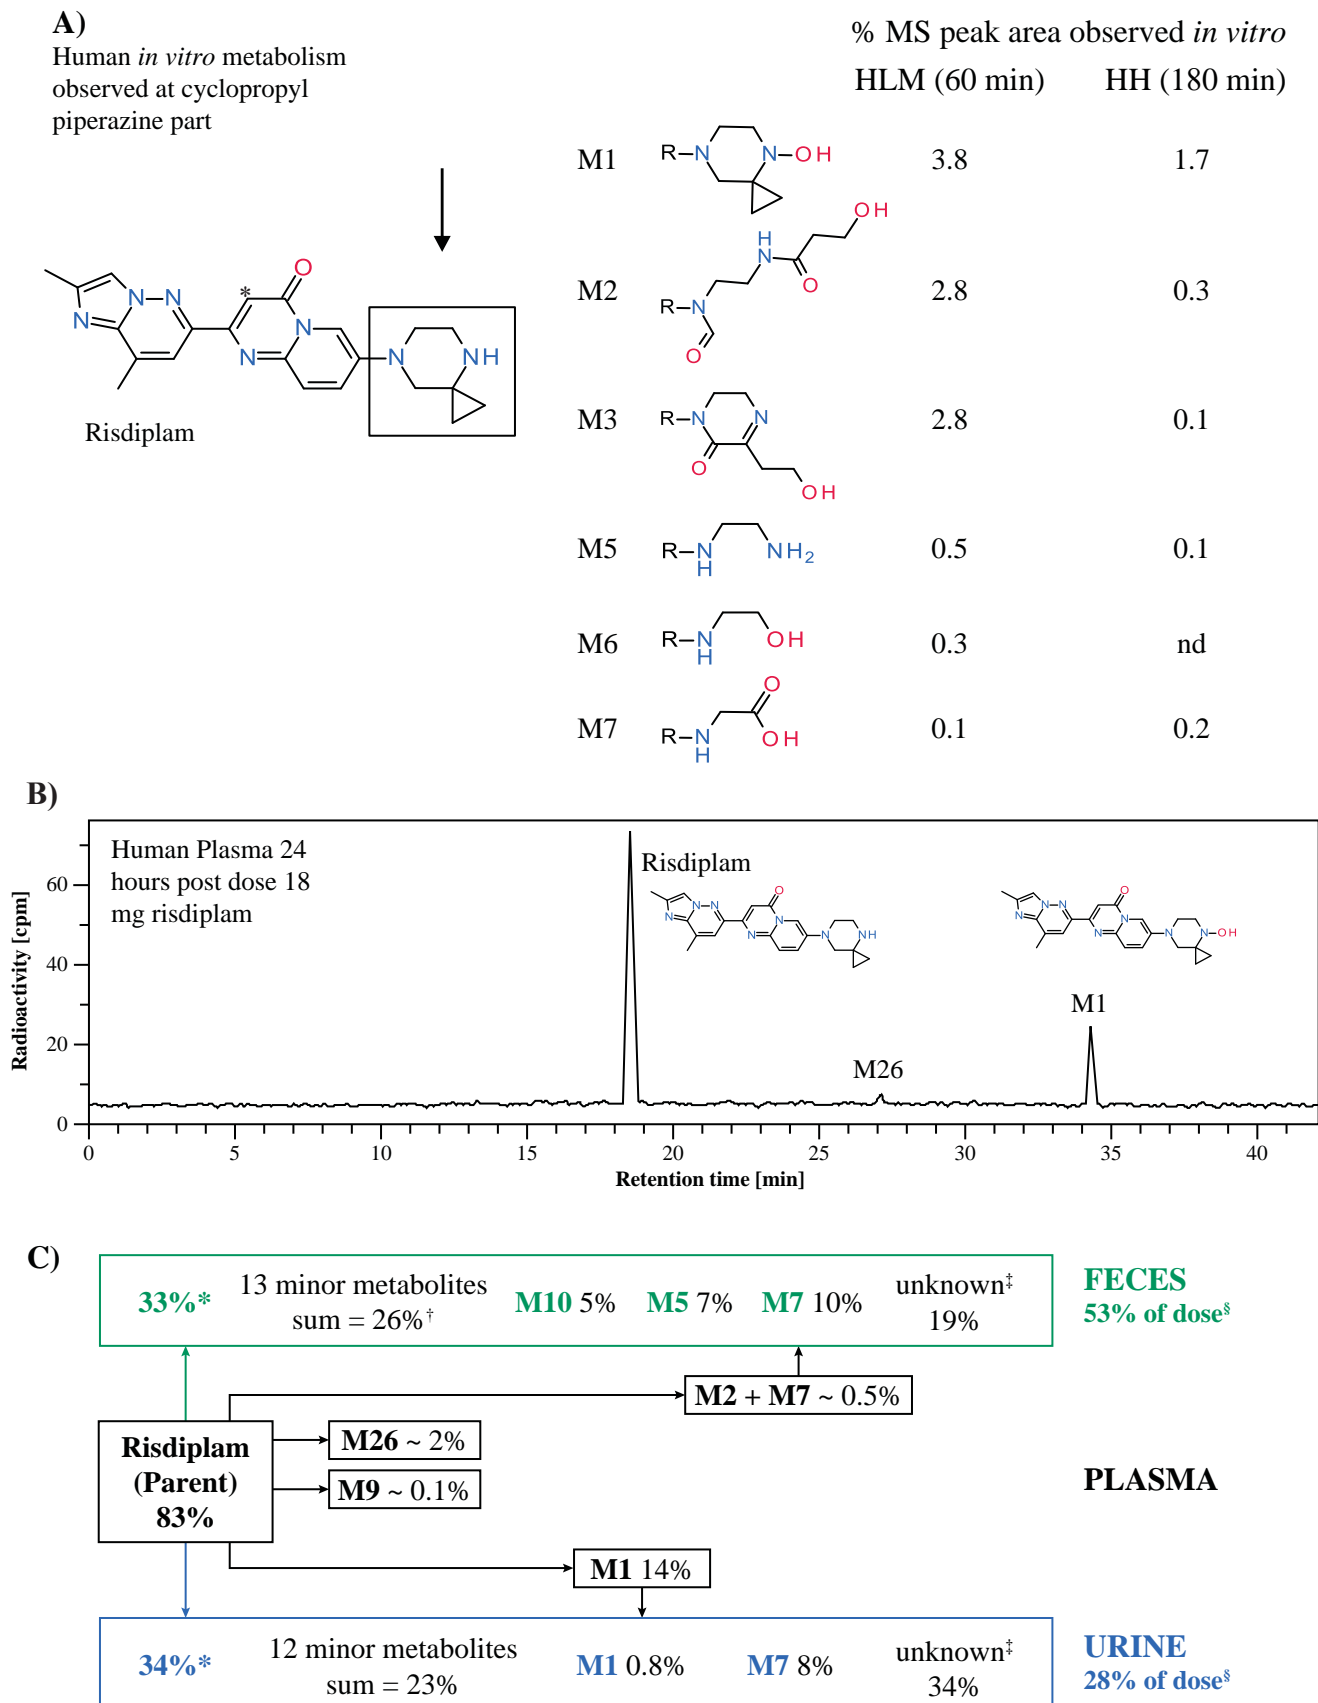 A)
Human in vitro metabolism
observed at cyclopropyl
piperazine part
% MS peak area observed in vitro
HLM (60 min) HH (180 min)
M1 R N N OH 3.8 1.7
M2 R N O H N O OH 2.8 0.3
M3 R N N O OH 2.8 0.1
M5 R N H NH2 0.5 0.1
M6 R N H OH 0.3 nd
M7 R N H O OH 0.1 0.2
N N N O * N N N NH
Risdiplam
B)
Human Plasma 24
hours post dose 18
mg risdiplam
Risdiplam
N N N O N N N NH
N N N O N N N N OH
M1
M26
Radioactivity [cpm]
60
40
20
0
0 5 10 15 20 25 30 35 40
Retention time [min]
C)
33%* 13 minor metabolites M10 5% M5 7% M7 10% unknown‡
sum = 26%† 19%
FECES
53% of dose§
M2 + M7 ~ 0.5%
Risdiplam
(Parent)
83%
M26 ~ 2%
M9 ~ 0.1%
PLASMA
M1 14%
34%* 12 minor metabolites M1 0.8% M7 8% unknown‡
sum = 23% 34%
URINE
28% of dose§